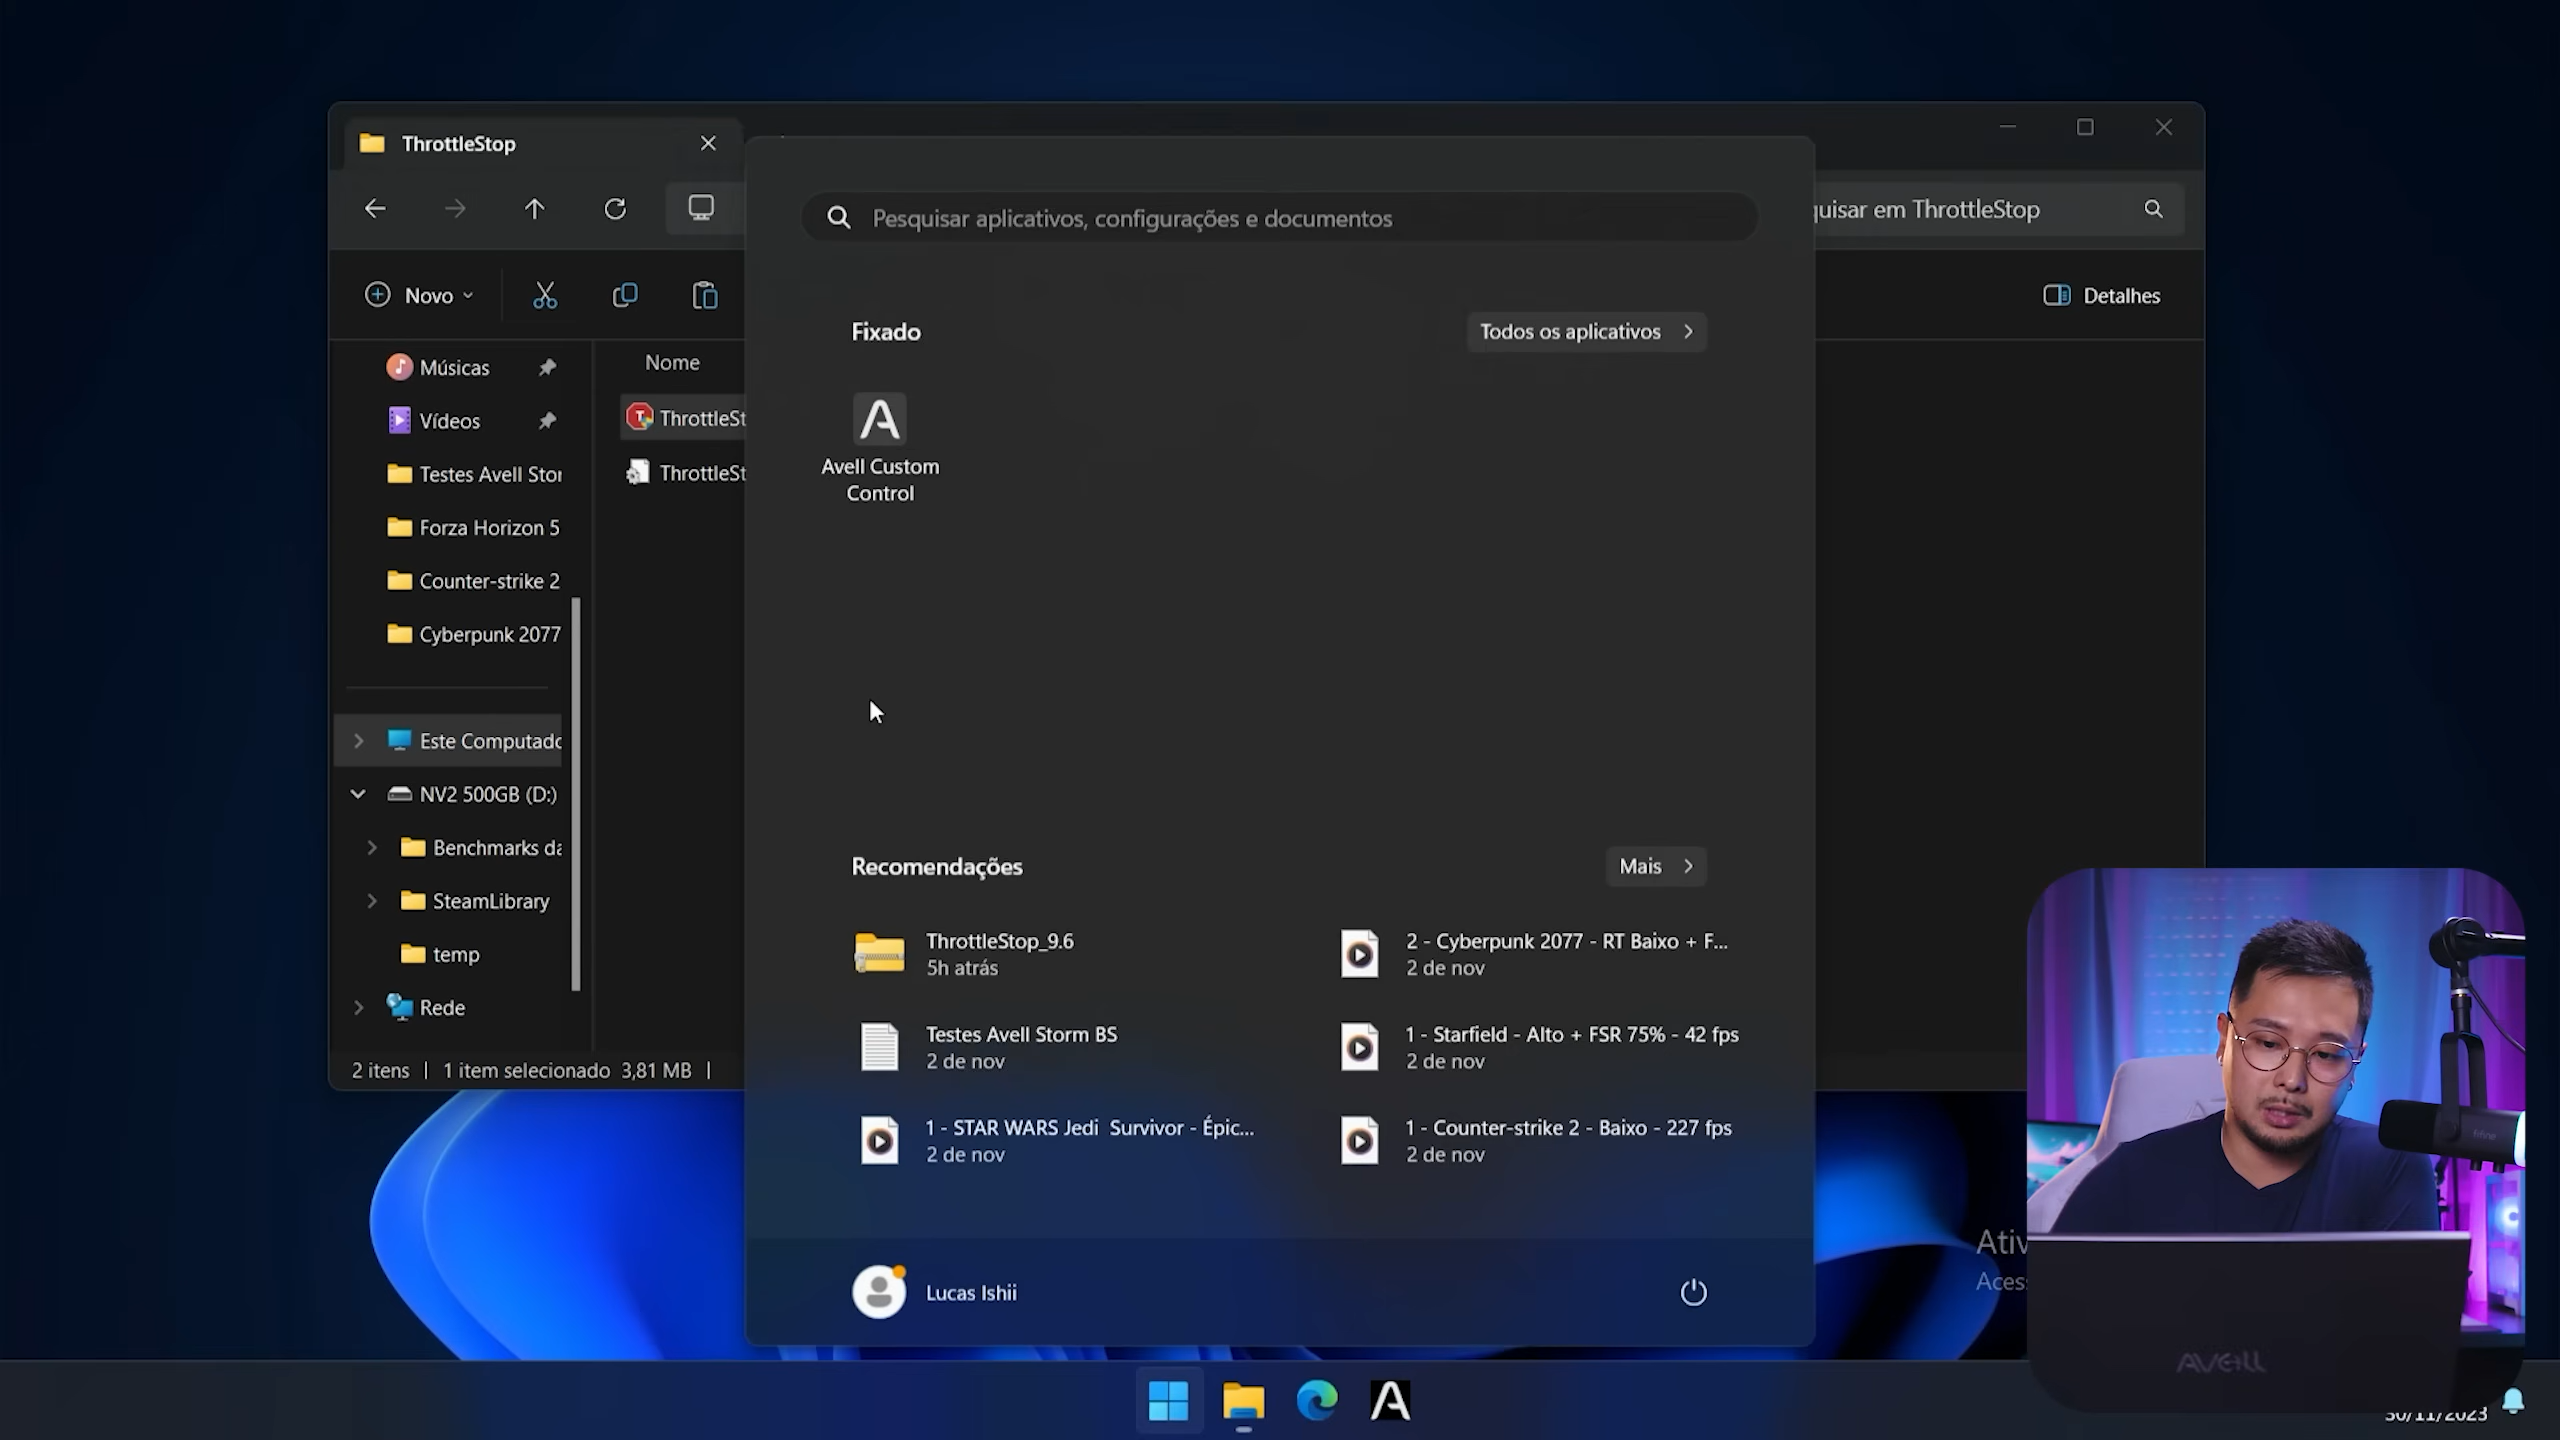 ThrottleStop
Pesquisar aplicativos, configurações e documentos
quisar em ThrottleStop
Novo
Detalhes
Fixado
Todos os aplicativos
Nome
Músicas
Vídeos
Testes Avell Stor
Forza Horizon 5
Counter-strike 2
Cyberpunk 2077
ThrottleSt
ThrottleSt
Avell Custom
Control
Este Computado
NV2 500GB (D:)
Benchmarks da
SteamLibrary
temp
Rede
2 itens | 1 item selecionado 3,81 MB |
Recomendações
Mais
ThrottleStop_9.6
5h atrás
2 - Cyberpunk 2077 - RT Baixo + F...
2 de nov
Testes Avell Storm BS
2 de nov
1 - Starfield - Alto + FSR 75% - 42 fps
2 de nov
1 - STAR WARS Jedi  Survivor - Épic...
2 de nov
1 - Counter-strike 2 - Baixo - 227 fps
2 de nov
Lucas Ishii
Ativ
Aces
AVELL
30/11/2023